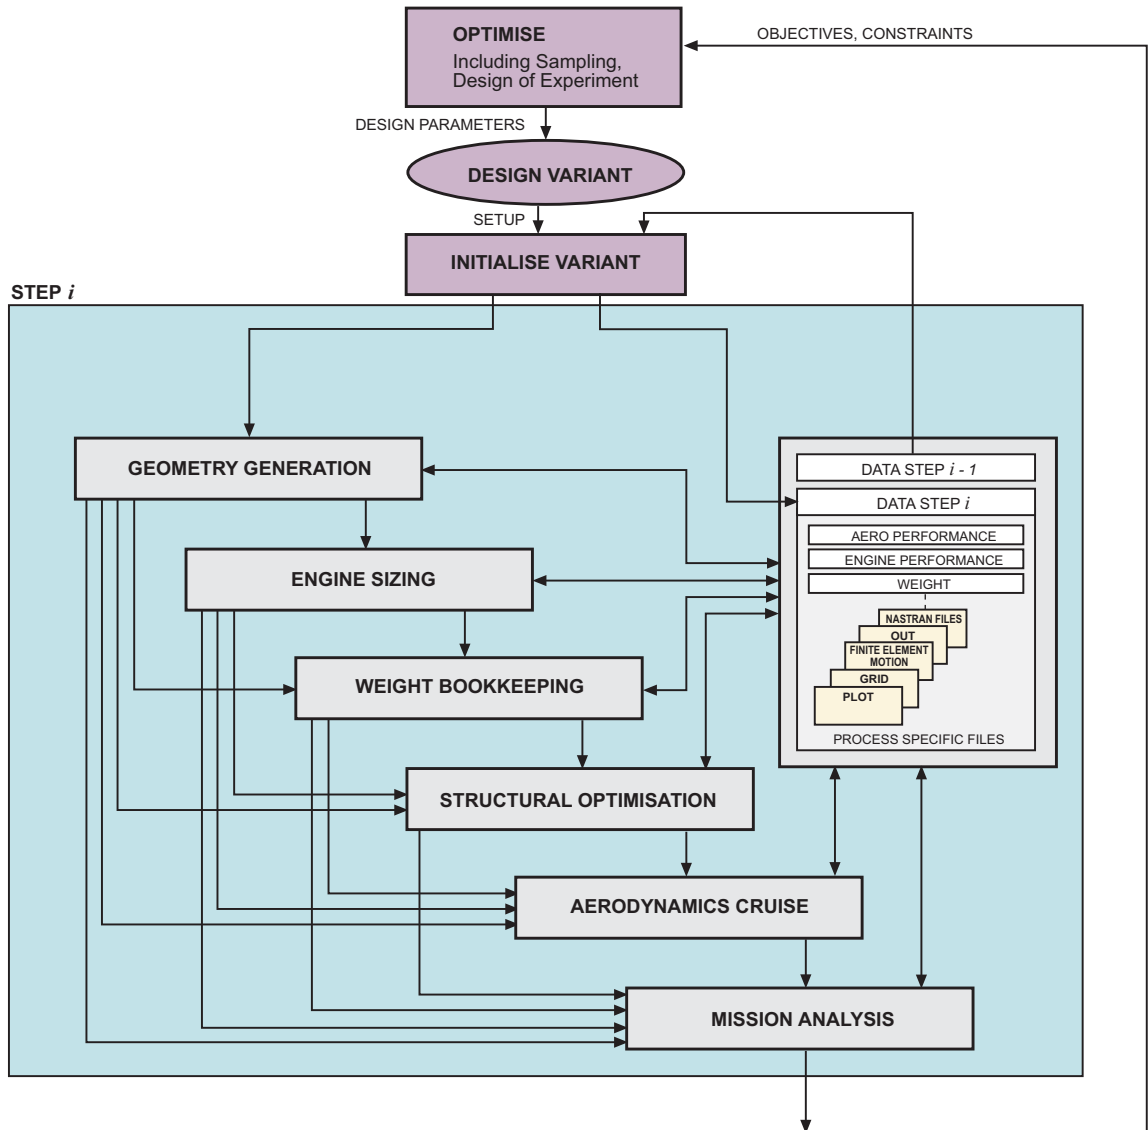 OPTIMISE
Including Sampling,
Design of Experiment
OBJECTIVES, CONSTRAINTS
DESIGN PARAMETERS
DESIGN VARIANT
SETUP
INITIALISE VARIANT
STEP i
GEOMETRY GENERATION
DATA STEP i - 1
DATA STEP i
AERO PERFORMANCE
ENGINE PERFORMANCE
ENGINE SIZING
WEIGHT
NASTRAN FILES
OUT
FINITE ELEMENT
MOTION
GRID
PLOT
PROCESS SPECIFIC FILES
WEIGHT BOOKKEEPING
STRUCTURAL OPTIMISATION
AERODYNAMICS CRUISE
MISSION ANALYSIS